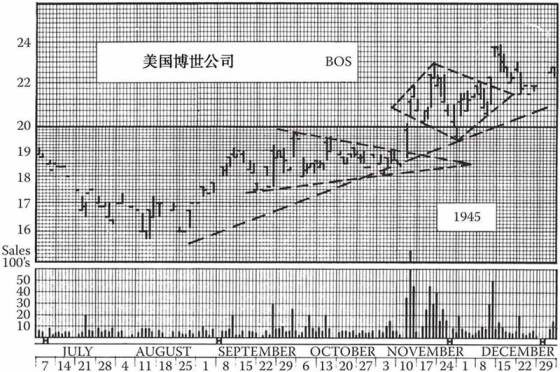 美国博世公司 BOS
24
22
20
19
18
17
16
1945
Sales
100's
50
40
30
20
10
JULY AUGUST SEPTEMBER OCTOBER NOVEMBER DECEMBER
7 14 21 28 4 11 18 25 1 8 15 22 29 6 13 20 27 3 10 17 24 1 8 15 22 29